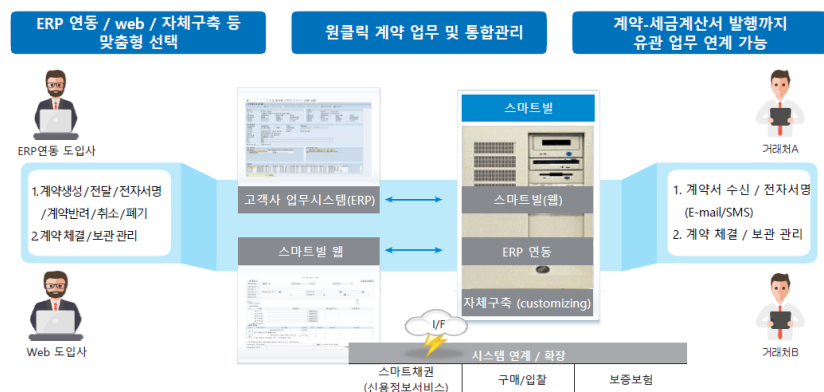 ERP 연동 / web / 자체구축 등
맞춤형 선택
원클릭 계약 업무 및 통합관리
계약-세금계산서 발행까지
유관 업무 연계 가능
ERP연동 도입사
1.계약생성/전달/전자서명
/계약반려/취소/폐기
2.계약 체결/보관 관리
Web 도입사
고객사 업무시스템(ERP)
스마트빌 웹
스마트빌
스마트빌(웹)
ERP 연동
자체구축 (customizing)
거래처A
1. 계약서 수신 / 전자서명
(E-mail/SMS)
2. 계약 체결 / 보관 관리
거래처B
I/F
시스템 연계 / 확장
스마트채권
(신용정보서비스)
구매/입찰
보증보험